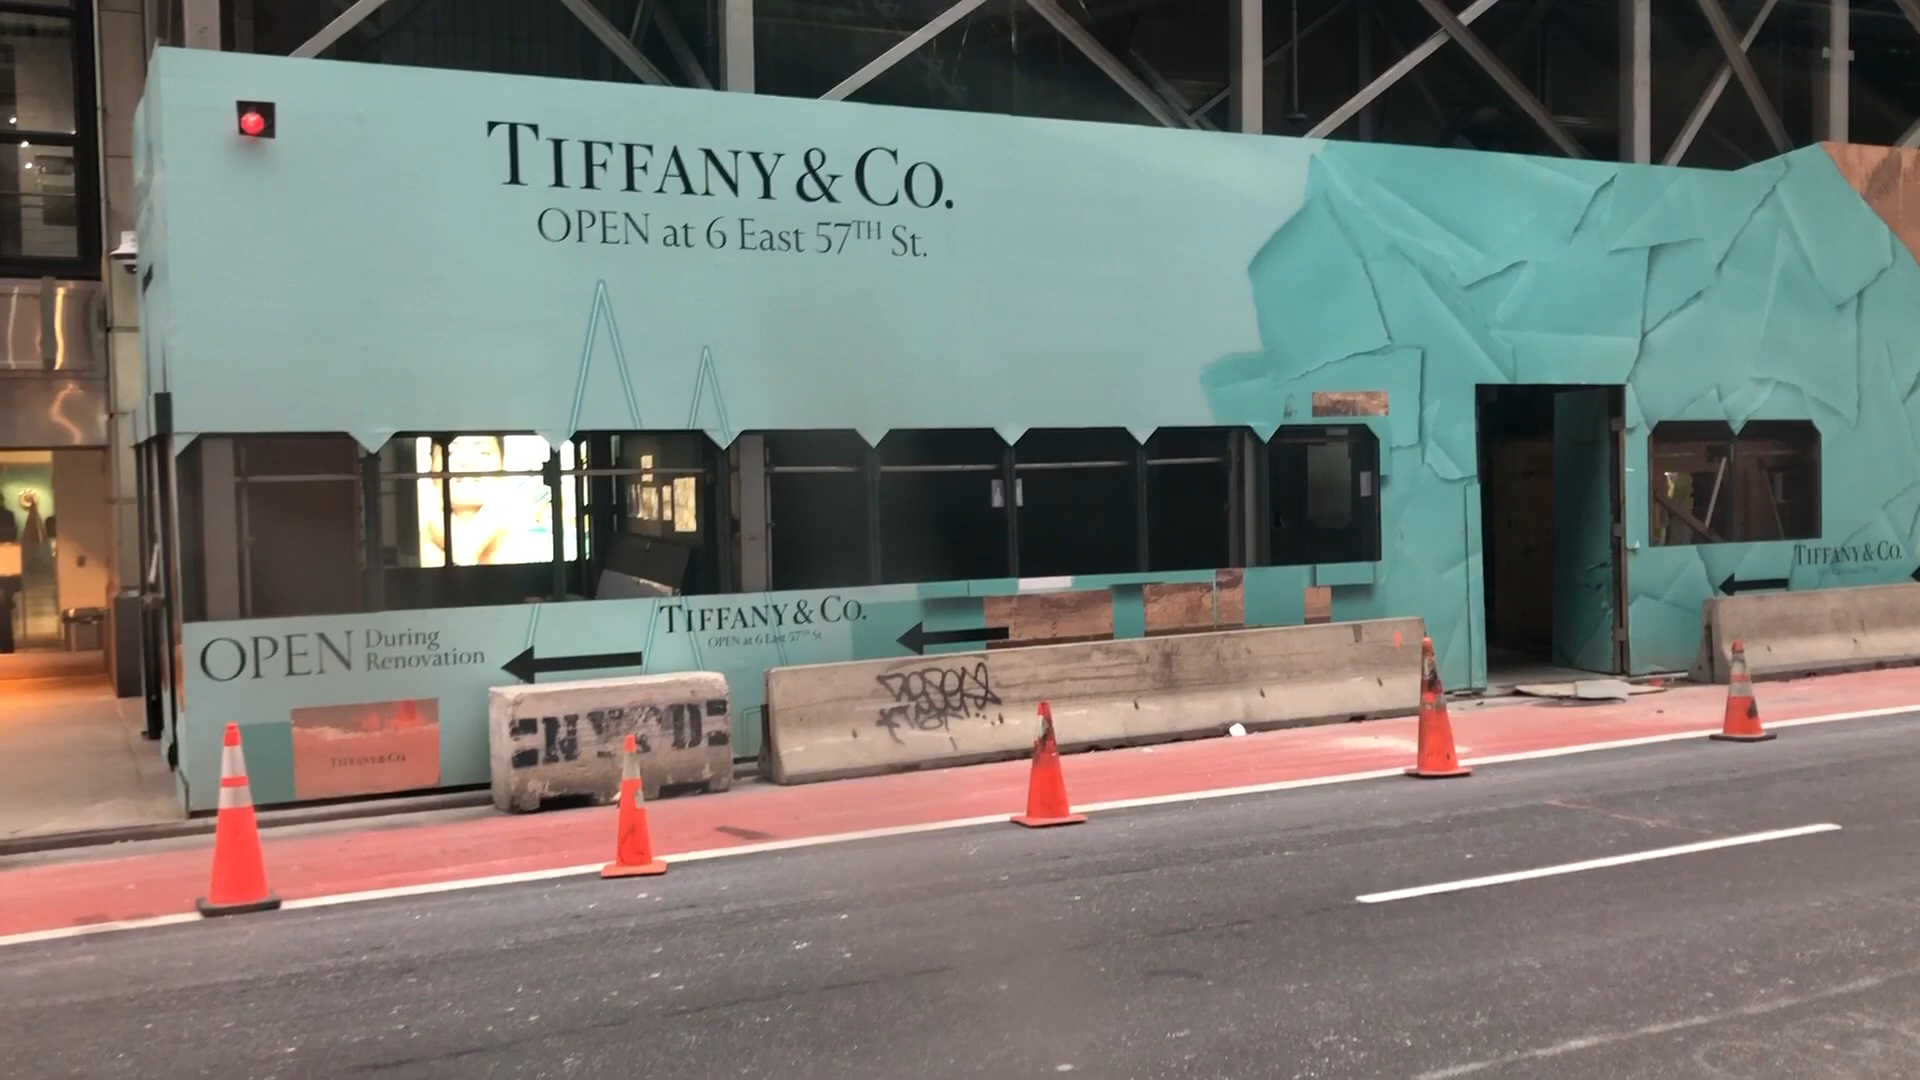 TIFFANY & CO.
OPEN at 6 East 57TH St.
TIFFANY & CO.
OPEN at 6 East 57TH St.
OPEN During
Renovation
TIFFANY & CO.
NYPD
TIFFANY & CO.